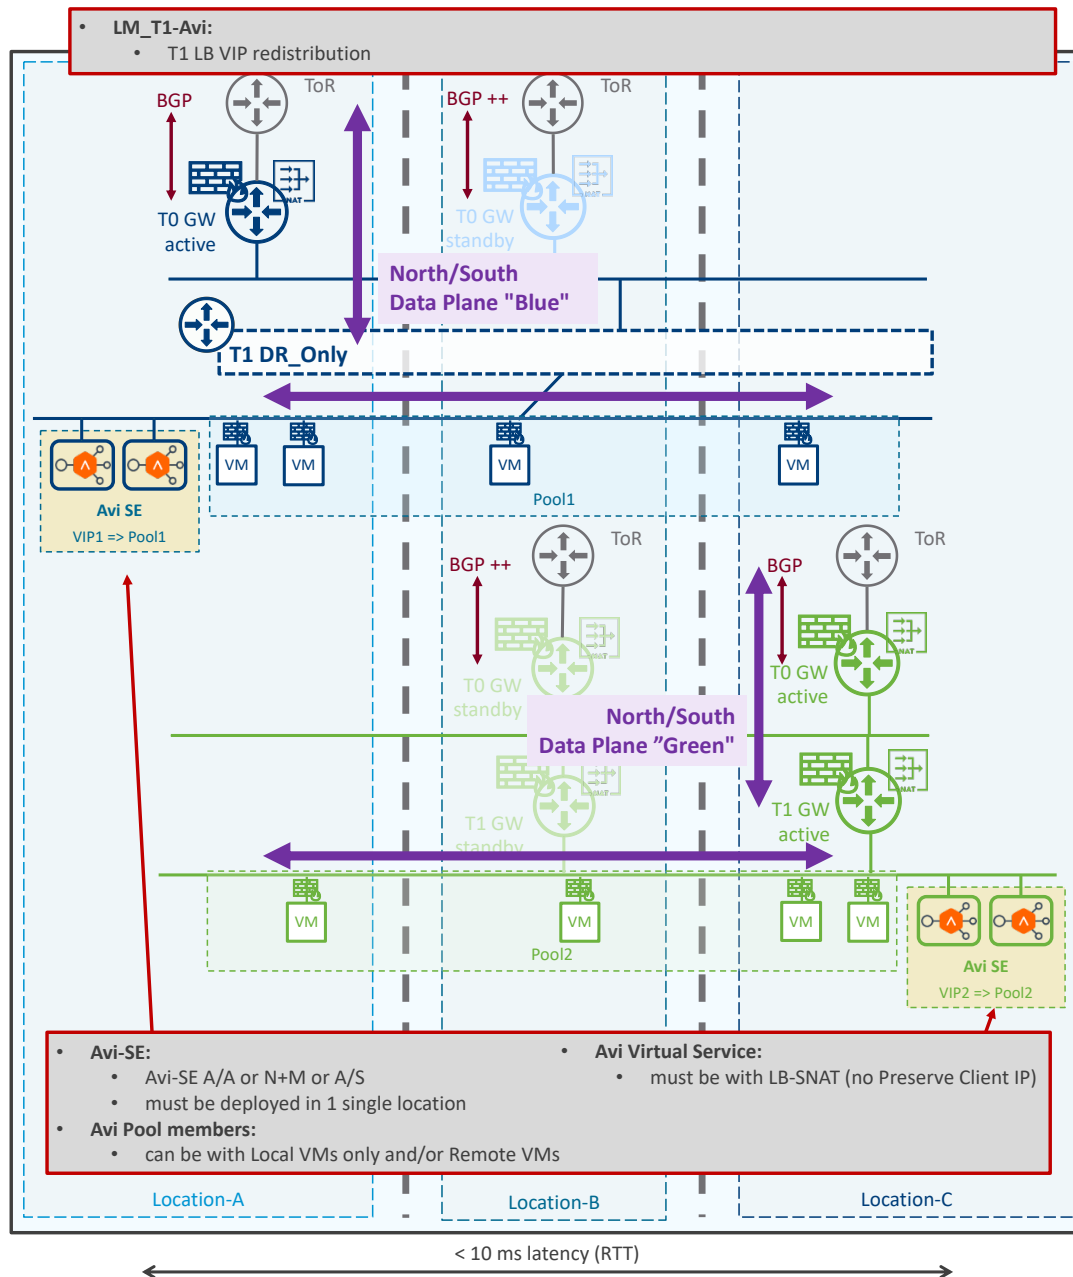 • LM_T1-Avi:
• T1 LB VIP redistribution
ToR
ToR
BGP
BGP ++
NAT
NAT
T0 GW
active
T0 GW
standby
North/South
Data Plane "Blue"
T1 DR_Only
VM
VM
VM
VM
Pool1
Avi SE
VIP1 => Pool1
ToR
ToR
BGP ++
BGP
NAT
NAT
T0 GW
standby
T0 GW
active
North/South
Data Plane ”Green"
NAT
NAT
T1 GW
standby
T1 GW
active
VM
VM
VM
VM
Pool2
Avi SE
VIP2 => Pool2
• Avi-SE:
• Avi-SE A/A or N+M or A/S
• must be deployed in 1 single location
• Avi Pool members:
• can be with Local VMs only and/or Remote VMs
• Avi Virtual Service:
• must be with LB-SNAT (no Preserve Client IP)
Location-A
Location-B
Location-C
< 10 ms latency (RTT)